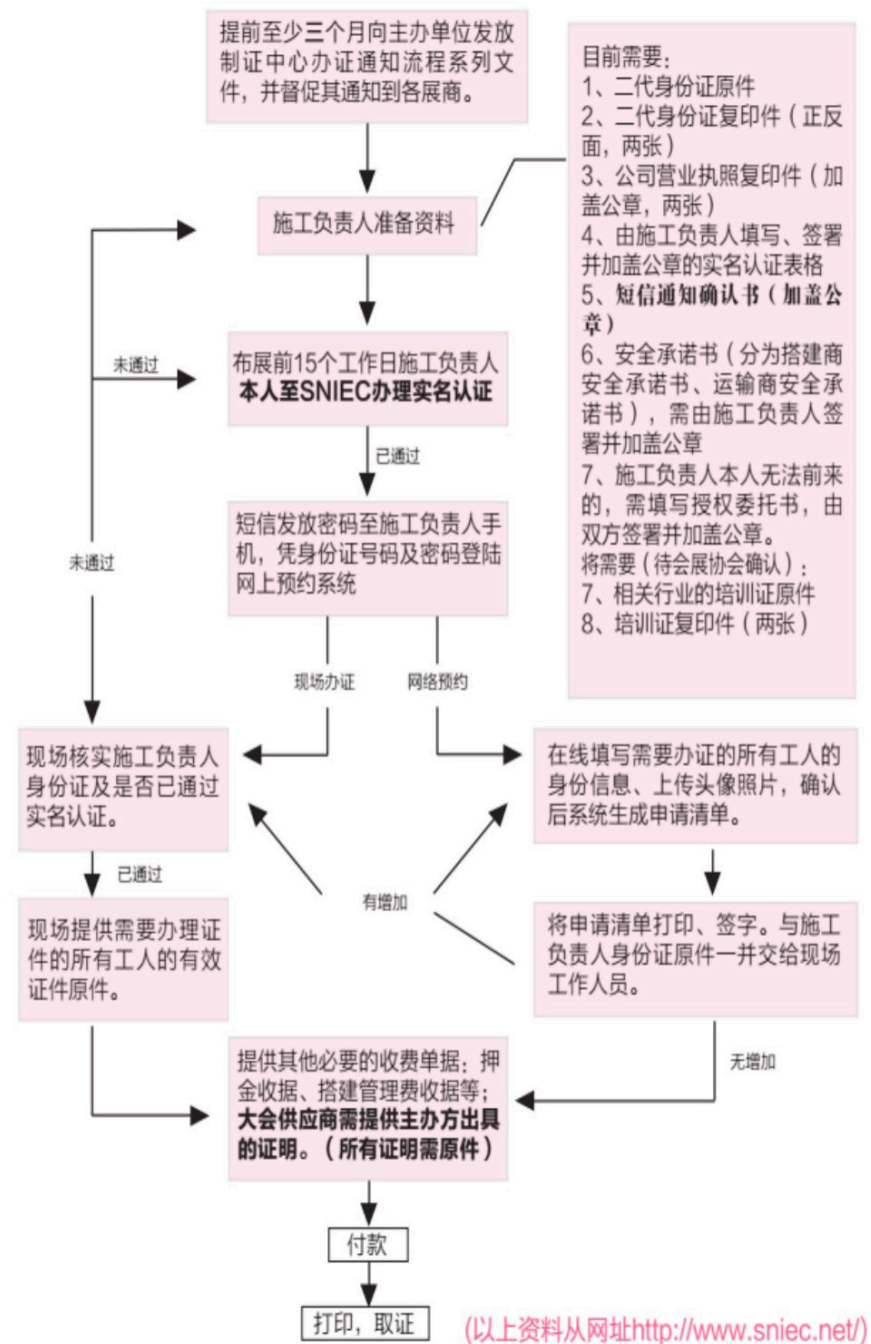 提前至少三个月向主办单位发放
制证中心办证通知流程系列文
件，并督促其通知到各展商。
目前需要：
1、二代身份证原件
2、二代身份证复印件（正反
面，两张）
3、公司营业执照复印件（加
盖公章，两张）
4、由施工负责人填写、签署
并加盖公章的实名认证表格
5、短信通知确认书（加盖公
章）
6、安全承诺书（分为搭建商
安全承诺书、运输商安全承
诺书），需由施工负责人签
署并加盖公章
7、施工负责人本人无法前来
的，需填写授权委托书，由
双方签署并加盖公章。
将需要（待会展协会确认）：
7、相关行业的培训证原件
8、培训证复印件（两张）
施工负责人准备资料
未通过
布展前15个工作日施工负责人
本人至SNIEC办理实名认证
已通过
短信发放密码至施工负责人手
机，凭身份证号码及密码登陆
网上预约系统
未通过
现场办证
网络预约
现场核实施工负责人
身份证及是否已通过
实名认证。
在线填写需要办证的所有工人的
身份信息、上传头像照片，确认
后系统生成申请清单。
已通过
有增加
现场提供需要办理证
件的所有工人的有效
证件原件。
将申请清单打印、签字。与施工
负责人身份证原件一并交给现场
工作人员。
无增加
提供其他必要的收费单据；押
金收据、搭建管理费收据等；
大会供应商需提供主办方出具
的证明。（所有证明需原件）
付款
打印，取证
(以上资料从网址http://www.sniec.net/)